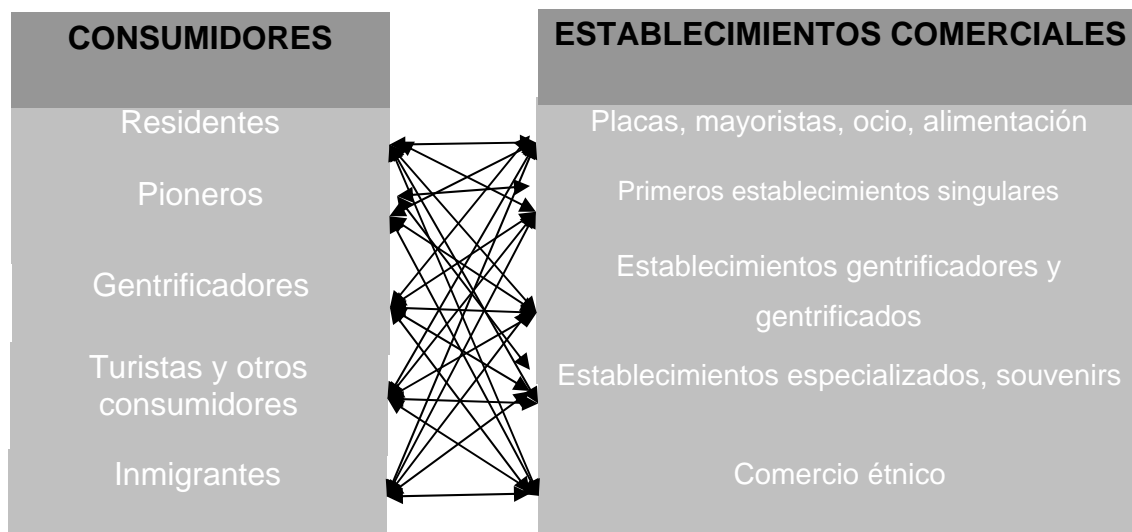 CONSUMIDORES
ESTABLECIMIENTOS COMERCIALES
Residentes
Placas, mayoristas, ocio, alimentación
Pioneros
Primeros establecimientos singulares
Gentrificadores
Establecimientos gentrificadores y
gentrificados
Turistas y otros
consumidores
Establecimientos especializados, souvenirs
Inmigrantes
Comercio étnico